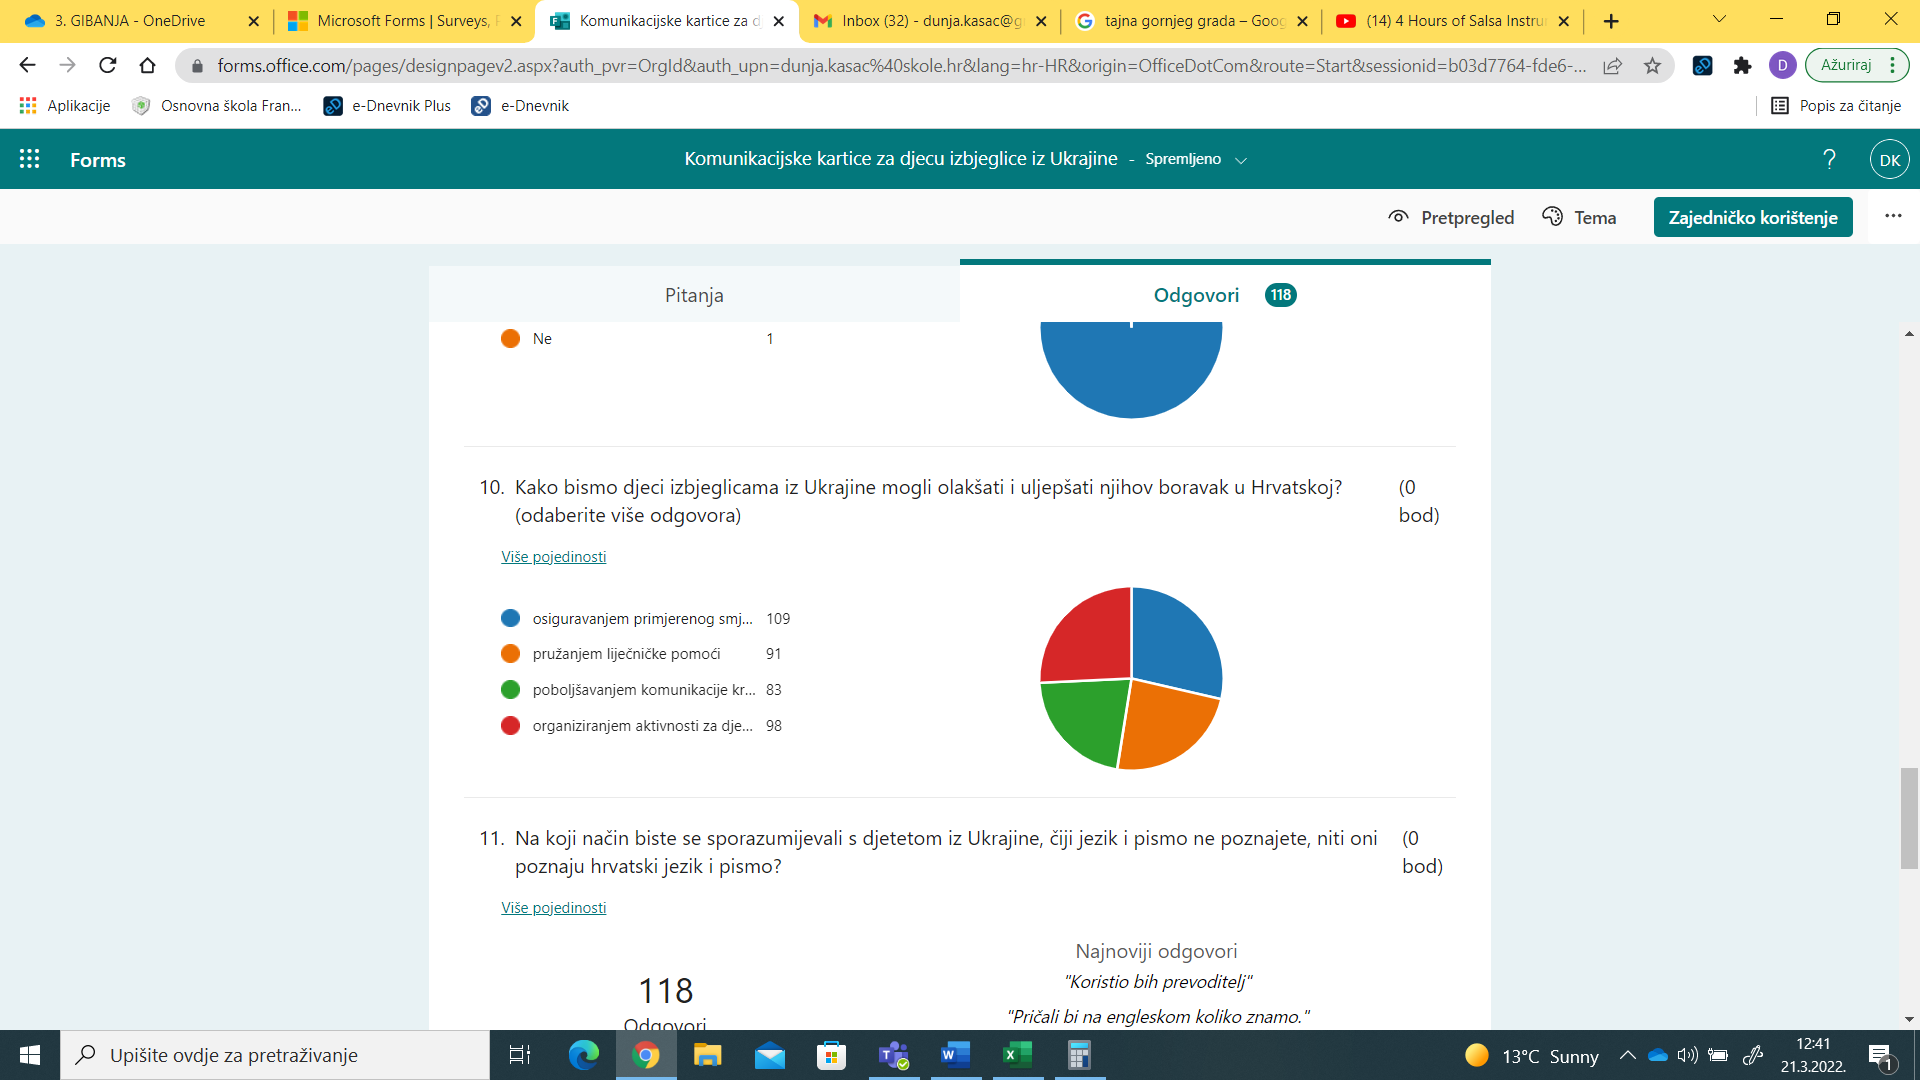 3. GIBANJA - OneDrive
Microsoft Forms | Surveys,
Komunikacijske kartice za d
Inbox (32) - dunja.kasac@g
tajna gornjeg grada – Goog
(14) 4 Hours of Salsa Instru
forms.office.com/pages/designpagev2.aspx?auth_pvr=OrgId&auth_upn=dunja.kasac%40skole.hr&lang=hr-HR&origin=OfficeDotCom&route=Start&sessionid=b03d7764-fde6-...
D
Ažuriraj
Aplikacije
Osnovna škola Fran...
e-Dnevnik Plus
e-Dnevnik
Popis za čitanje
Forms
Komunikacijske kartice za djecu izbjeglice iz Ukrajine - Spremljeno
?
DK
Pretpregled
Tema
Zajedničko korištenje
...
Pitanja
Odgovori 118
Ne 1
10. Kako bismo djeci izbjeglicama iz Ukrajine mogli olakšati i uljepšati njihov boravak u Hrvatskoj? (0
(odaberite više odgovora) bod)
Više pojedinosti
osiguravanjem primjerenog smj... 109
pružanjem liječničke pomoći 91
poboljšavanjem komunikacije kr... 83
organiziranjem aktivnosti za dje... 98
11. Na koji način biste se sporazumijevali s djetetom iz Ukrajine, čiji jezik i pismo ne poznajete, niti oni (0
poznaju hrvatski jezik i pismo? bod)
Više pojedinosti
118
Odgovori
Najnoviji odgovori
"Koristio bih prevoditelj"
"Pričali bi na engleskom koliko znamo."
Upišite ovdje za pretraživanje
13°C Sunny
12:41
21.3.2022.
1